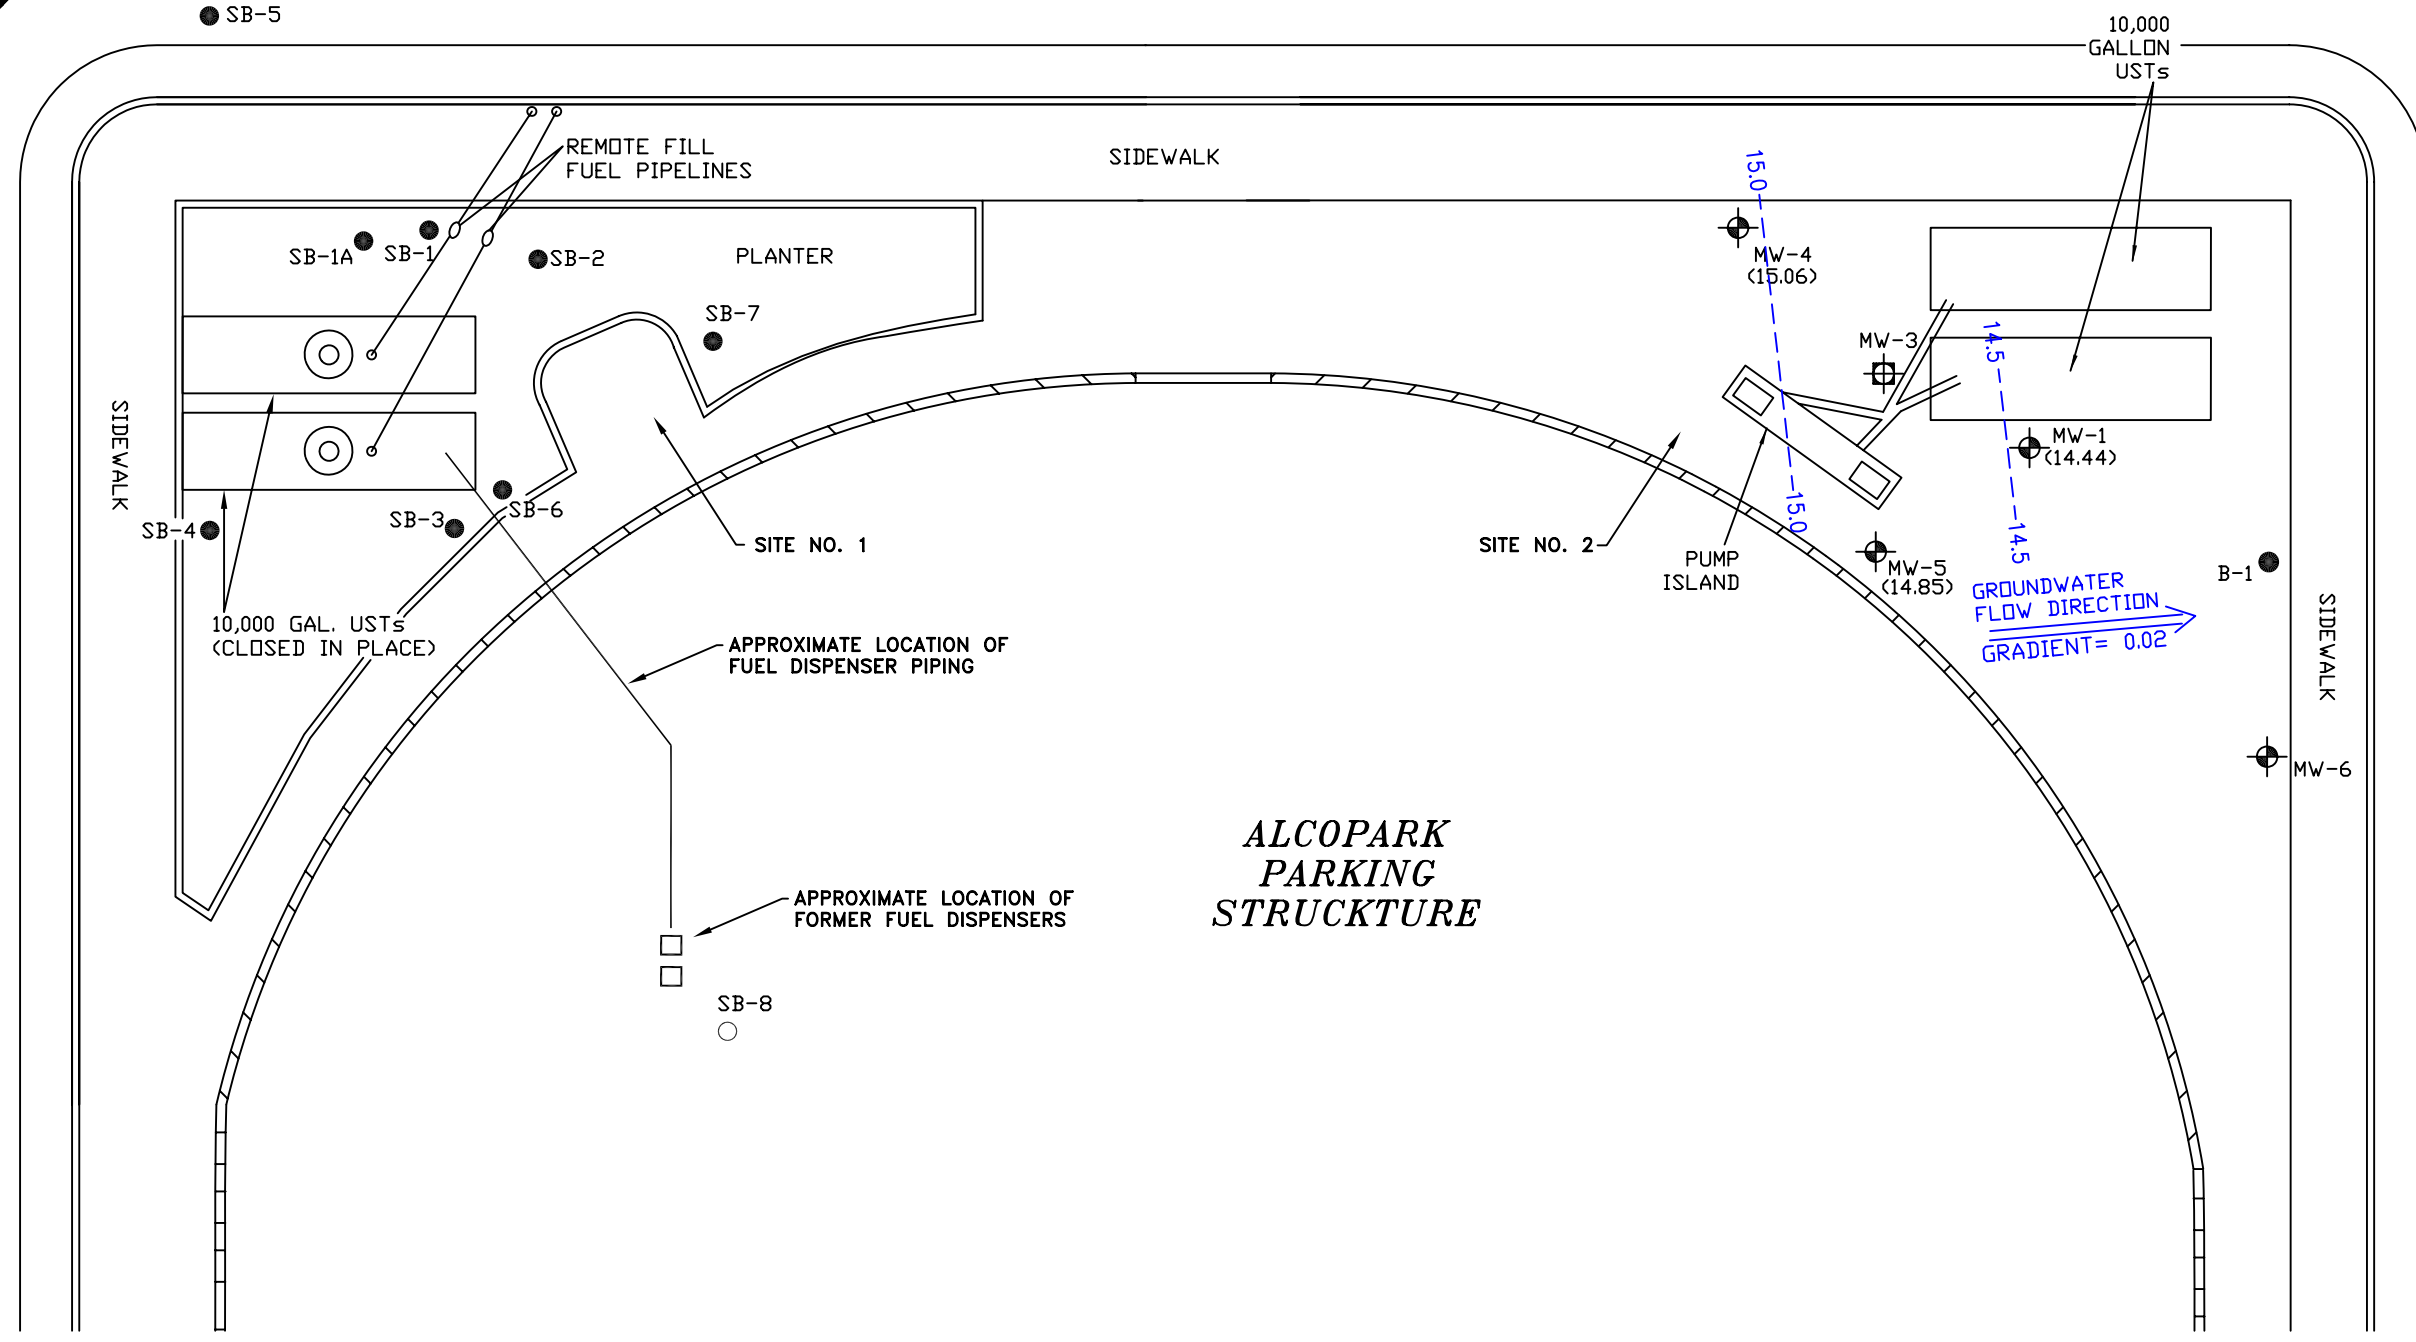 SB-5
10,000
GALLON
USTs
REMOTE FILL
FUEL PIPELINES
SIDEWALK
15.0
SB-1A
SB-1
SB-2
PLANTER
MW-4
(15.06)
SB-7
MW-3
14.5
SIDEWALK
MW-1
(14.44)
SB-4
SB-3
SB-6
SITE NO. 1
SITE NO. 2
15.0
14.5
PUMP
ISLAND
MW-5
(14.85)
B-1
GROUNDWATER
FLOW DIRECTION
GRADIENT= 0.02
10,000 GAL. USTs
(CLOSED IN PLACE)
APPROXIMATE LOCATION OF
FUEL DISPENSER PIPING
SIDEWALK
MW-6
ALCOPARK
PARKING
STRUCKTURE
APPROXIMATE LOCATION OF
FORMER FUEL DISPENSERS
SB-8